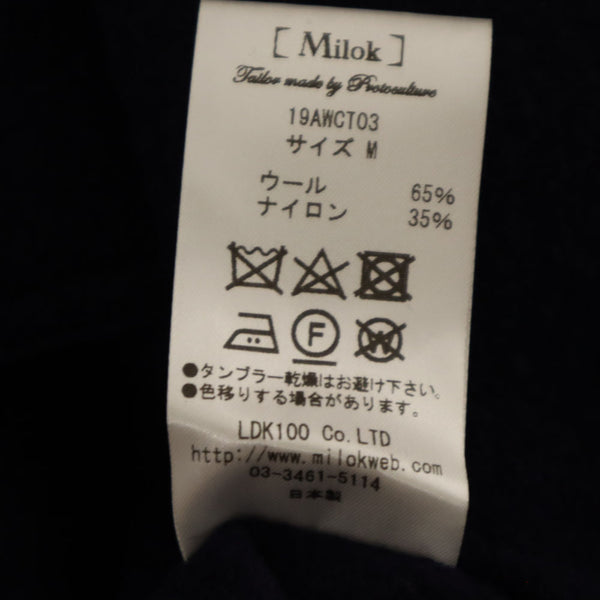 [ Milok ]
Tailor made by Protoculture
19AWCT03
サイズ M
ウール 65%
ナイロン 35%
F W
●タンブラー乾燥はお避け下さい。
●色移りする場合があります。
LDK100 Co.LTD
http://www.milokweb.com
03-3461-5114
日本製